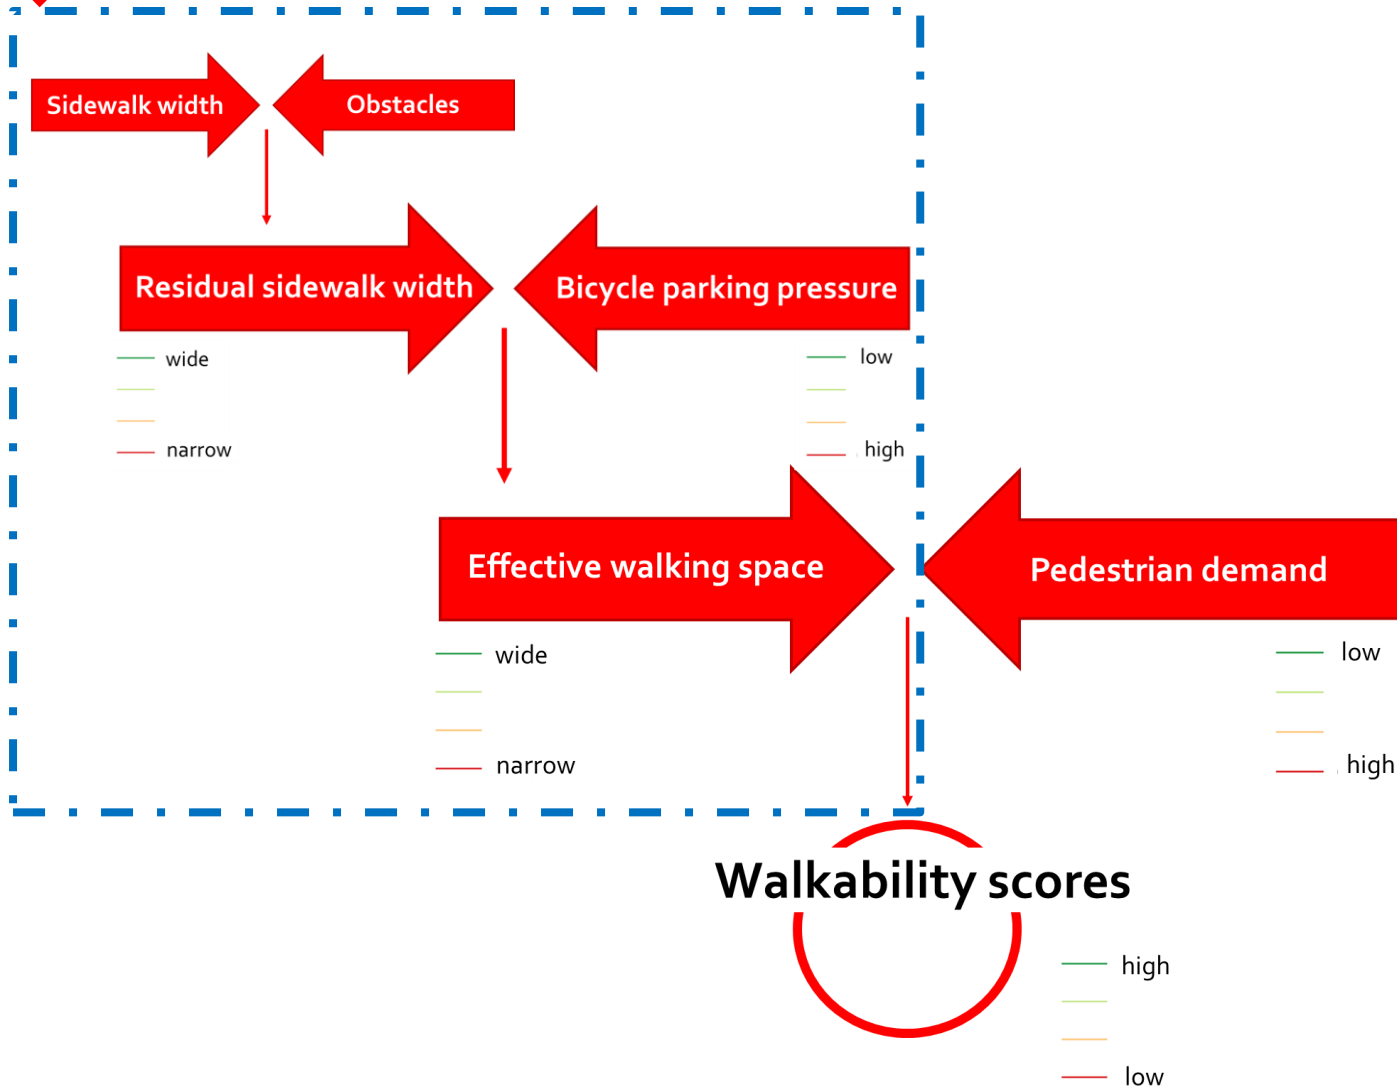 Sidewalk width
Obstacles
Residual sidewalk width
Bicycle parking pressure
wide
narrow
low
high
Effective walking space
Pedestrian demand
wide
narrow
low
high
Walkability scores
high
low